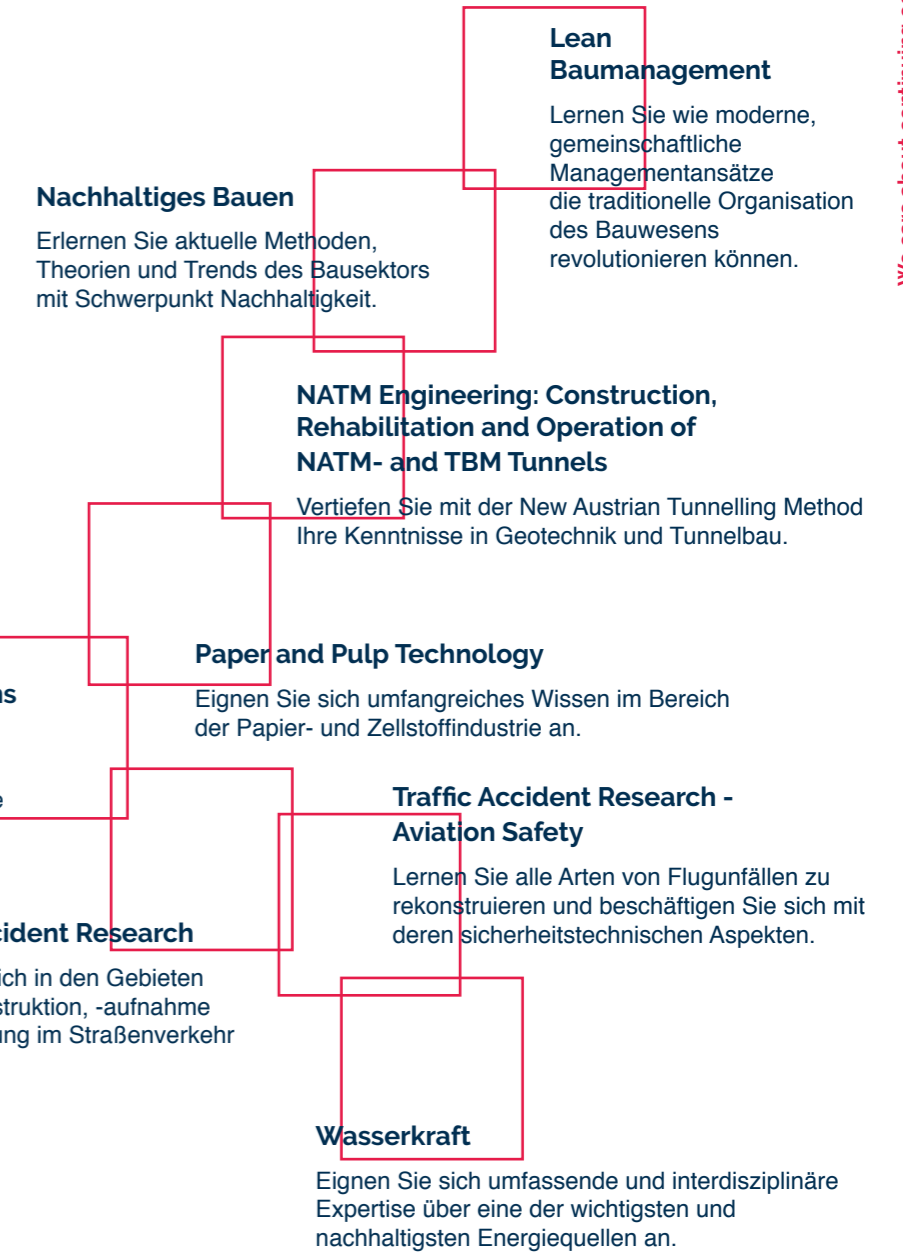 Lean
Baumanagement
Lernen Sie wie moderne,
gemeinschaftliche
Managementansätze
die traditionelle Organisation
des Bauwesens
revolutionieren können.
Nachhaltiges Bauen
Erlernen Sie aktuelle Methoden,
Theorien und Trends des Bausektors
mit Schwerpunkt Nachhaltigkeit.
NATM Engineering: Construction,
Rehabilitation and Operation of
NATM- and TBM Tunnels
Vertiefen Sie mit der New Austrian Tunnelling Method
Ihre Kenntnisse in Geotechnik und Tunnelbau.
Paper and Pulp Technology
Eignen Sie sich umfangreiches Wissen im Bereich
der Papier- und Zellstoffindustrie an.
Traffic Accident Research -
Aviation Safety
Lernen Sie alle Arten von Flugunfällen zu
rekonstruieren und beschäftigen Sie sich mit
deren sicherheitstechnischen Aspekten.
Research
in den Gebieten
-aufnahme
im Straßenverkehr
Wasserkraft
Eignen Sie sich umfassende und interdisziplinäre
Expertise über eine der wichtigsten und
nachhaltigsten Energiequellen an.